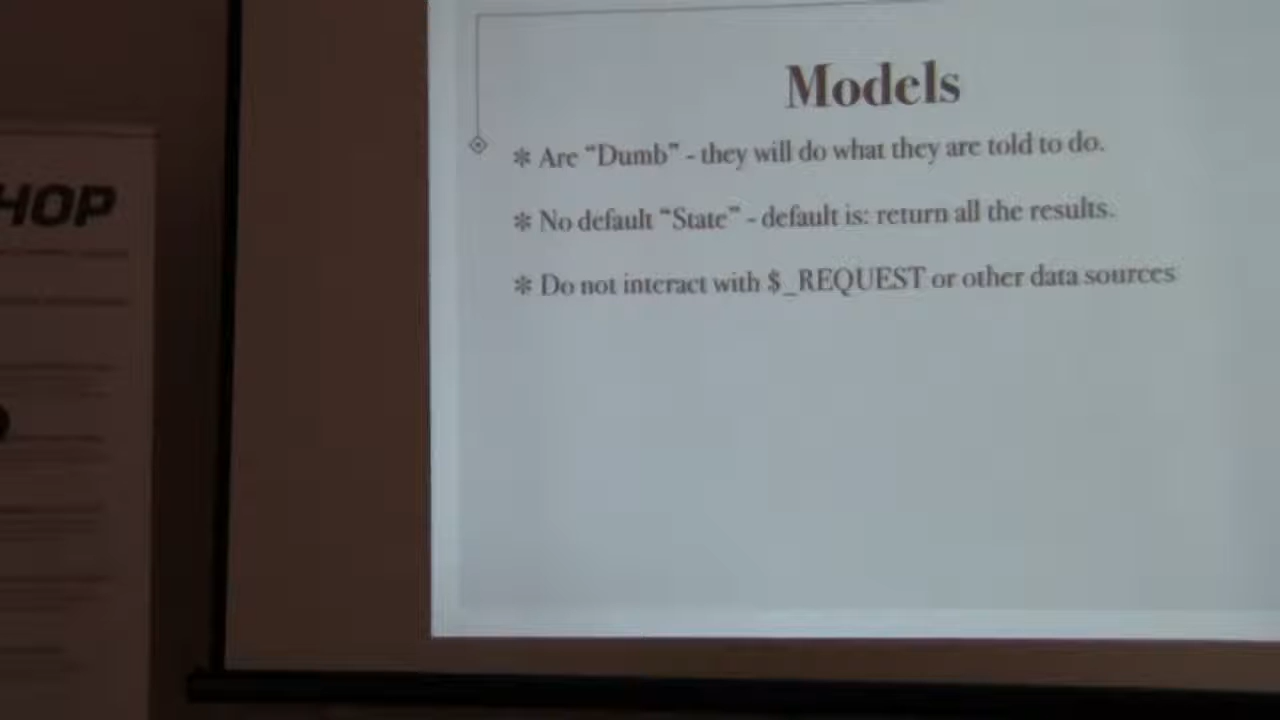 Models
* Are “Dumb” - they will do what they are told to do.
* No default “State” - default is: return all the results.
* Do not interact with $_REQUEST or other data sources
HOP